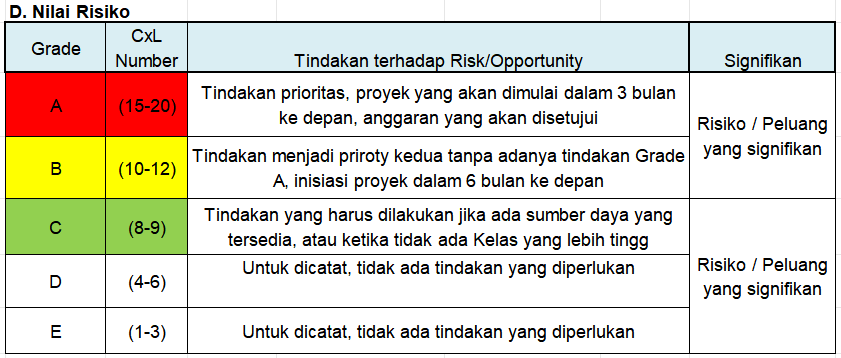 D. Nilai Risiko
Grade
CxL
Number
Tindakan terhadap Risk/Opportunity
Signifikan
A
(15-20)
Tindakan prioritas, proyek yang akan dimulai dalam 3 bulan
ke depan, anggaran yang akan disetujui
Risiko / Peluang
yang signifikan
B
(10-12)
Tindakan menjadi priroty kedua tanpa adanya tindakan Grade
A, inisiasi proyek dalam 6 bulan ke depan
C
(8-9)
Tindakan yang harus dilakukan jika ada sumber daya yang
tersedia, atau ketika tidak ada Kelas yang lebih tingg
Risiko / Peluang
yang signifikan
D
(4-6)
Untuk dicatat, tidak ada tindakan yang diperlukan
E
(1-3)
Untuk dicatat, tidak ada tindakan yang diperlukan